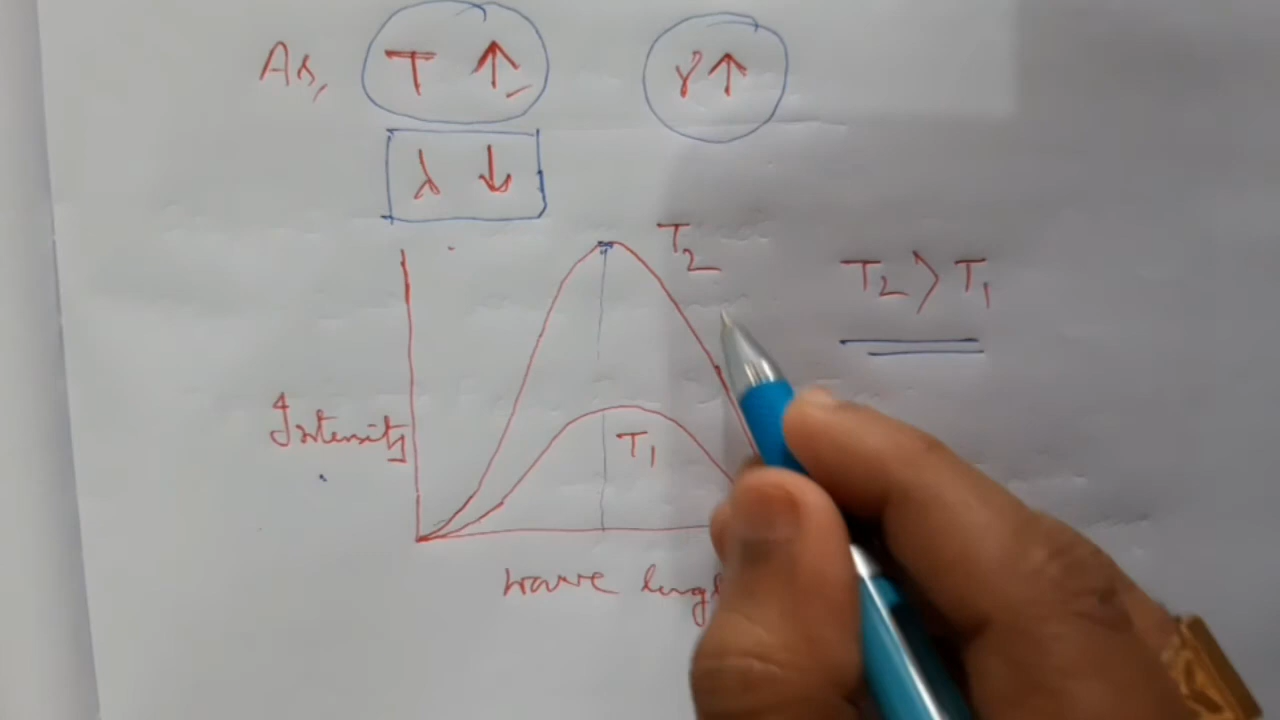 As, T ↑ γ ↑
λ ↓
T₂
T₂ > T₁
Intensity
T₁
wave